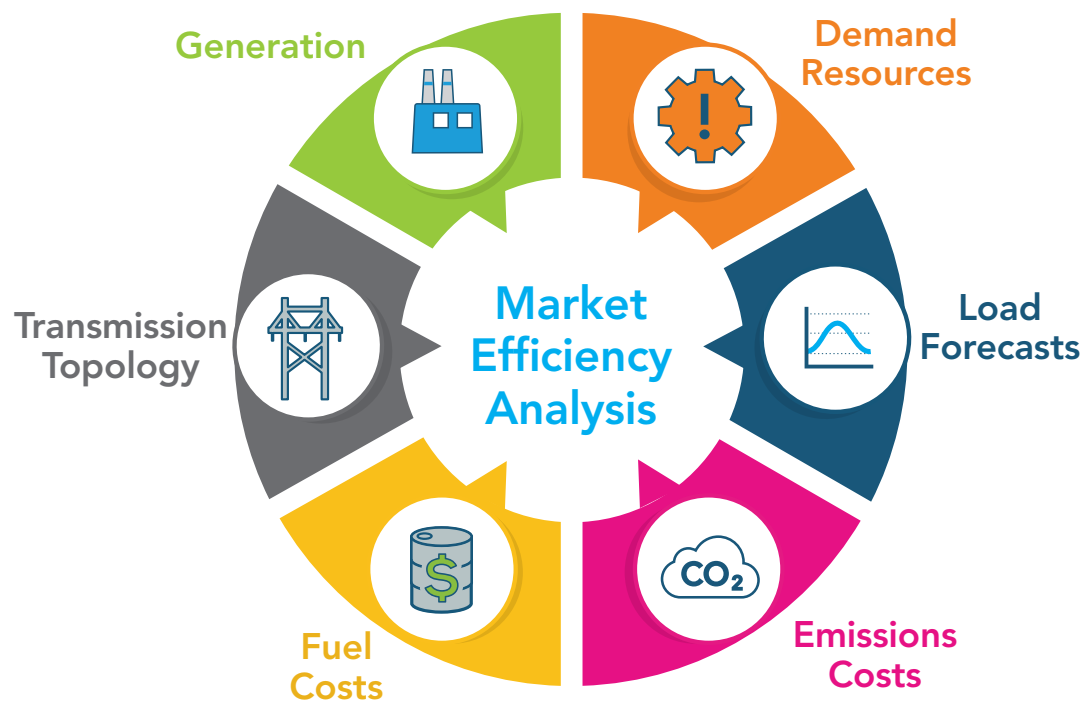 Generation
Demand
Resources
Transmission
Topology
Market
Efficiency
Analysis
Load
Forecasts
Fuel
Costs
$
CO2
Emissions
Costs
!